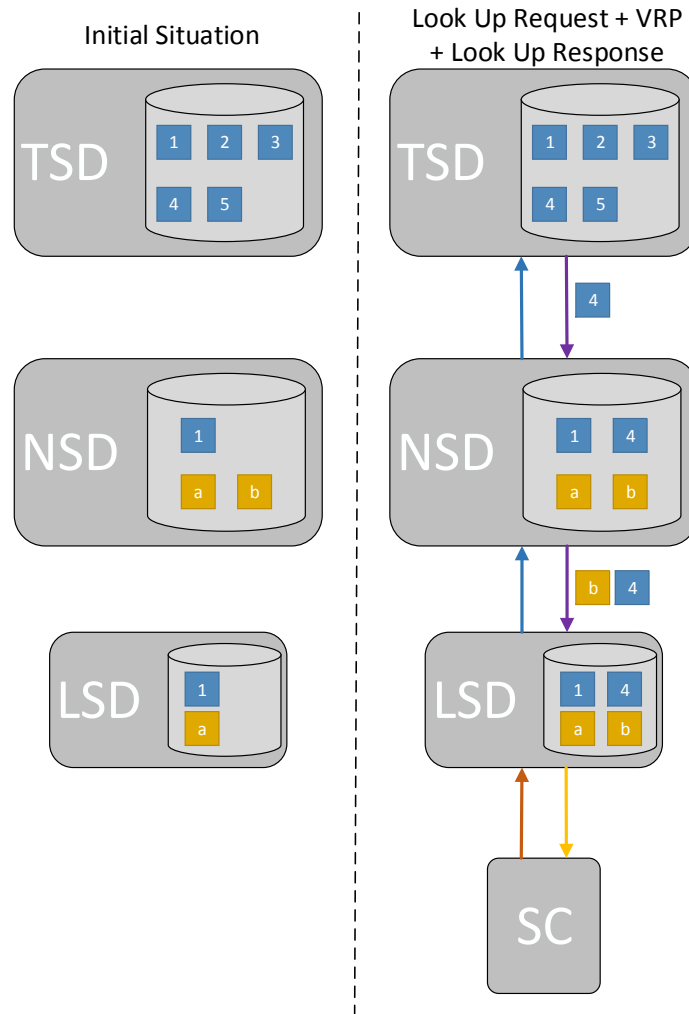 Initial Situation
TSD
1 2 3
4 5
NSD
1
a b
LSD
1
a
Look Up Request + VRP
+ Look Up Response
TSD
1 2 3
4 5
4
NSD
1 4
a b
b 4
LSD
1 4
a b
SC